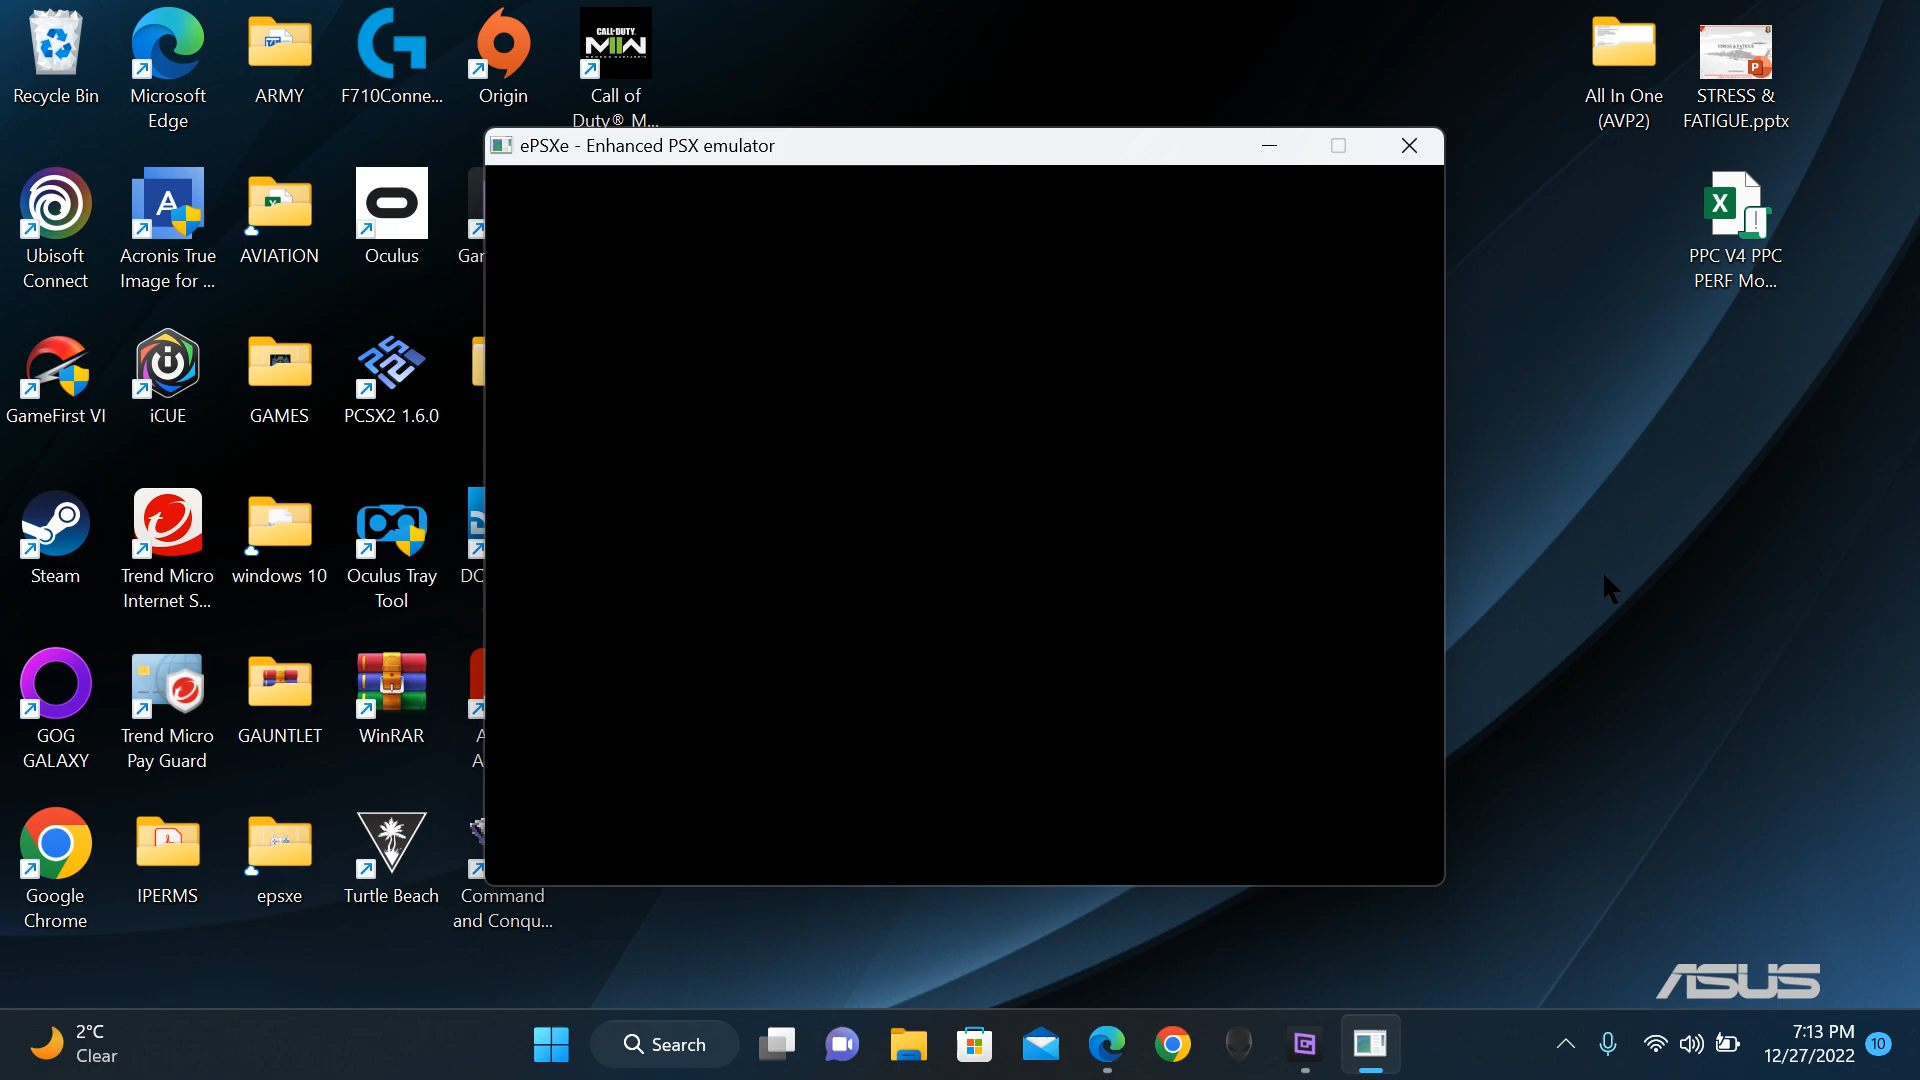 Recycle Bin
Microsoft
Edge
ARMY
F710Conne...
Origin
CALL OF DUTY
MWII
Call of
Duty® M...
All In One
(AVP2)
STRESS & FATIGUE
STRESS &
FATIGUE.pptx
ePSXe - Enhanced PSX emulator
Ubisoft
Connect
Acronis True
Image for ...
AVIATION
Oculus
Gar
PPC V4 PPC
PERF Mo...
GameFirst VI
iCUE
GAMES
PCSX2 1.6.0
Steam
Trend Micro
Internet S...
windows 10
Oculus Tray
Tool
DC
GOG
GALAXY
Trend Micro
Pay Guard
GAUNTLET
WinRAR
A
A
Google
Chrome
IPERMS
epsxe
Turtle Beach
Command
and Conqu...
ASUS
2°C
Clear
Search
7:13 PM
12/27/2022
10